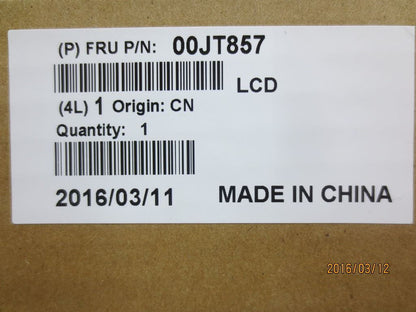 (P) FRU P/N: 00JT857
LCD
(4L) 1 Origin: CN
Quantity: 1
2016/03/11 MADE IN CHINA
2016/03/12